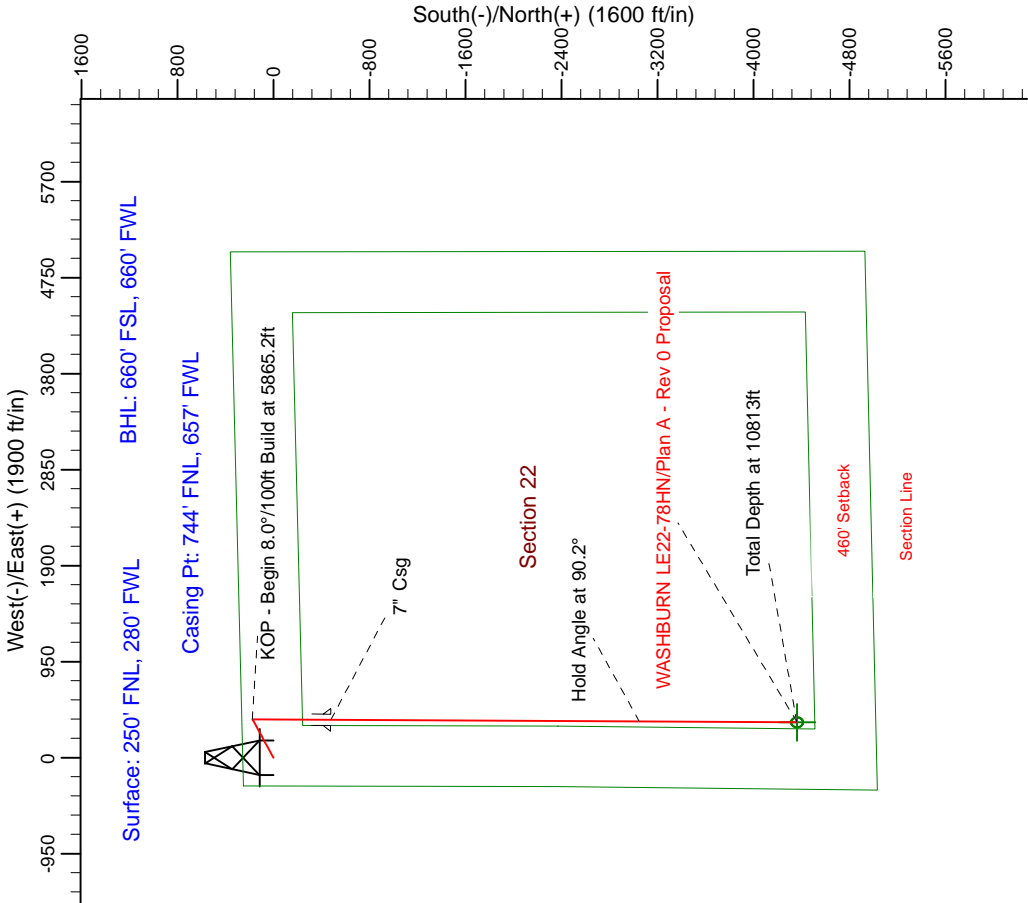 South(-)/North(+) (1600 ft/in)
1600
800
0
-800
-1600
-2400
-3200
-4000
-4800
-5600
West(-)/East(+) (1900 ft/in)
5700
4750
3800
2850
1900
950
0
-950
Surface: 250' FNL, 280' FWL
BHL: 660' FSL, 660' FWL
Casing Pt: 744' FNL, 657' FWL
KOP - Begin 8.0°/100ft Build at 5865.2ft
7" Csg
Section 22
Hold Angle at 90.2°
WASHBURN LE22-78HN/Plan A - Rev 0 Proposal
Total Depth at 10813ft
460' Setback
Section Line